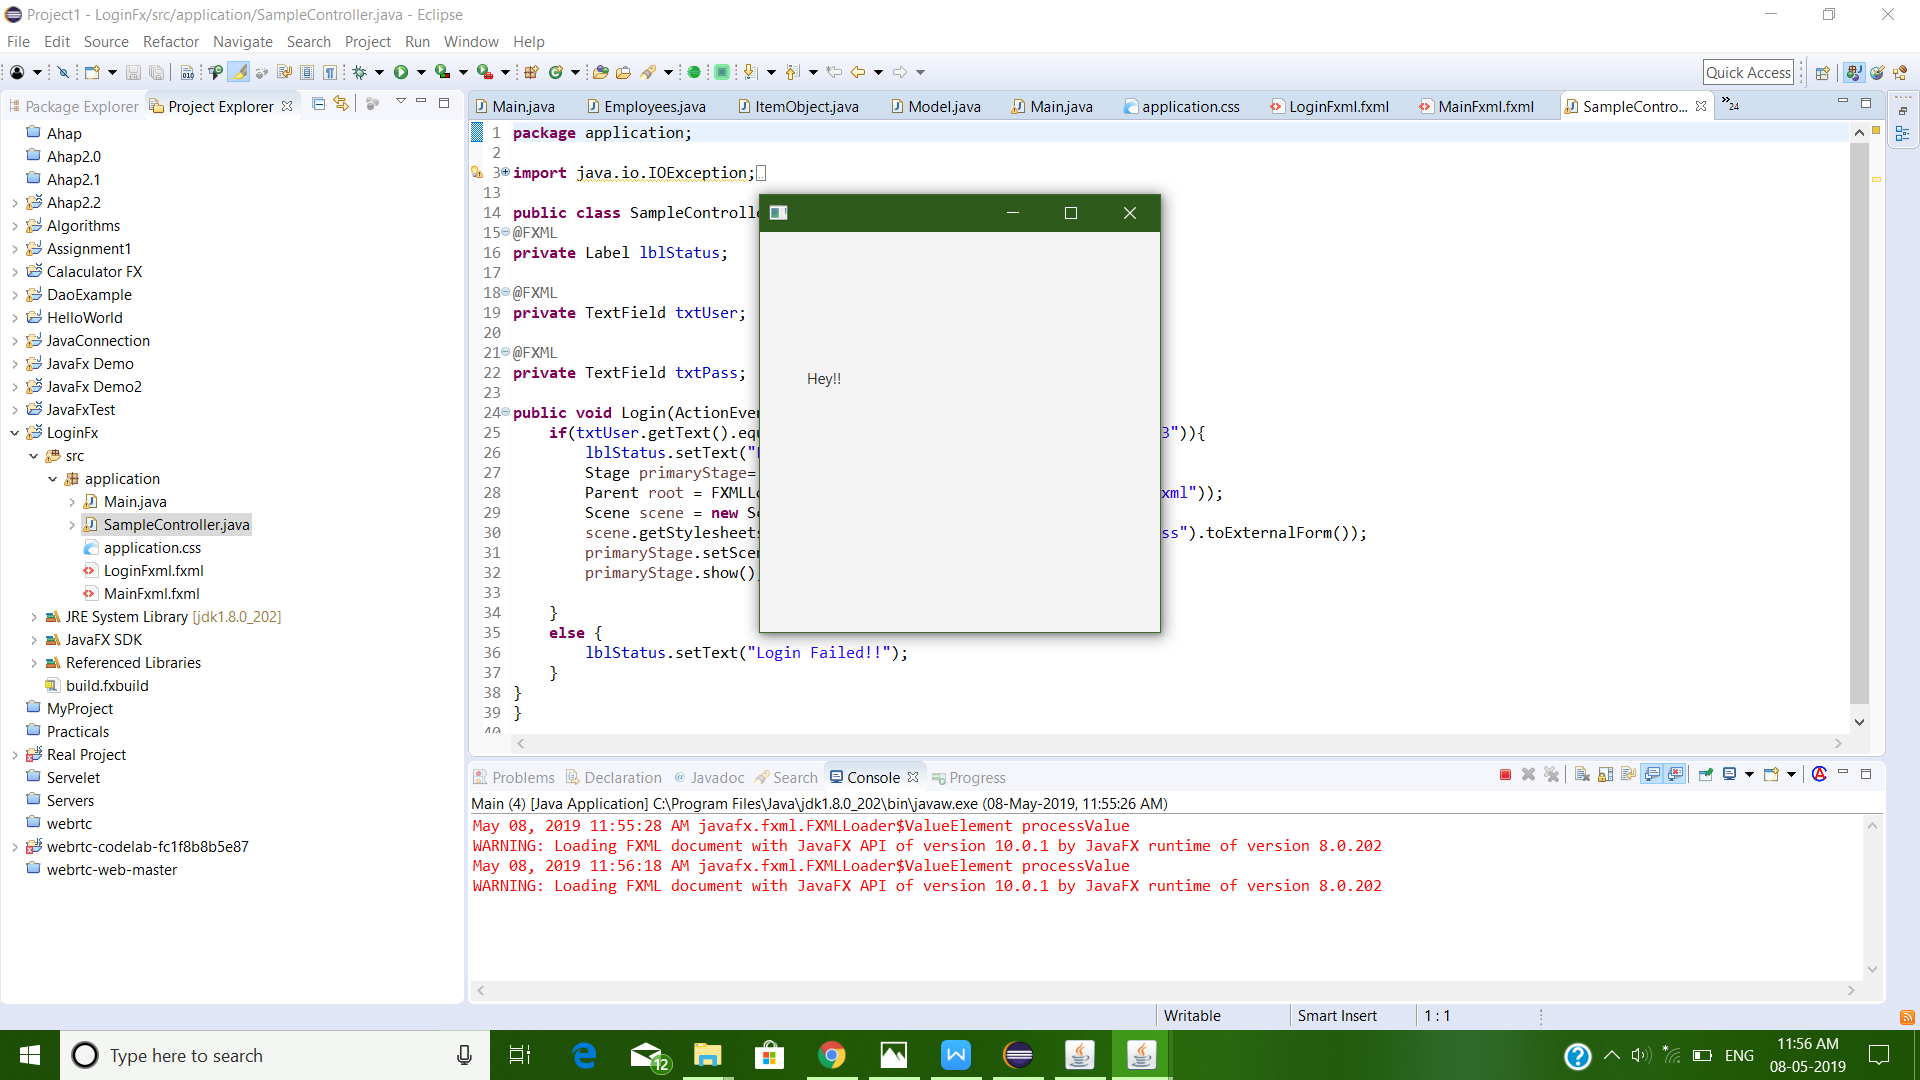 Project1 - LoginFx/src/application/SampleController.java - Eclipse
File Edit Source Refactor Navigate Search Project Run Window Help
Quick Access
Package Explorer Project Explorer
Main.java Employees.java ItemObject.java Model.java Main.java application.css LoginFxml.fxml MainFxml.fxml SampleContro... »24
Ahap
Ahap2.0
Ahap2.1
Ahap2.2
Algorithms
Assignment1
Calaculator FX
DaoExample
HelloWorld
JavaConnection
JavaFx Demo
JavaFx Demo2
JavaFxTest
LoginFx
src
application
Main.java
SampleController.java
application.css
LoginFxml.fxml
MainFxml.fxml
JRE System Library [jdk1.8.0_202]
JavaFX SDK
Referenced Libraries
build.fxbuild
MyProject
Practicals
Real Project
Servelet
Servers
webrtc
webrtc-codelab-fc1f8b8b5e87
webrtc-web-master
1 package application;
2
3 import java.io.IOException;
13
14 public class SampleControlle
15 @FXML
16 private Label lblStatus;
17
18 @FXML
19 private TextField txtUser;
20
21 @FXML
22 private TextField txtPass;
23
24 public void Login(ActionEve
25 if(txtUser.getText().equ 3")){
26 lblStatus.setText("
27 Stage primaryStage=
28 Parent root = FXMLLo xml"));
29 Scene scene = new Sc
30 scene.getStylesheets ss").toExternalForm());
31 primaryStage.setScen
32 primaryStage.show()
33
34 }
35 else {
36 lblStatus.setText("Login Failed!!");
37 }
38 }
39 }
40
Hey!!
Problems Declaration @ Javadoc Search Console Progress
Main (4) [Java Application] C:\Program Files\Java\jdk1.8.0_202\bin\javaw.exe (08-May-2019, 11:55:26 AM)
May 08, 2019 11:55:28 AM javafx.fxml.FXMLLoader$ValueElement processValue
WARNING: Loading FXML document with JavaFX API of version 10.0.1 by JavaFX runtime of version 8.0.202
May 08, 2019 11:56:18 AM javafx.fxml.FXMLLoader$ValueElement processValue
WARNING: Loading FXML document with JavaFX API of version 10.0.1 by JavaFX runtime of version 8.0.202
Writable Smart Insert 1 : 1
Type here to search
12
ENG
11:56 AM
08-05-2019